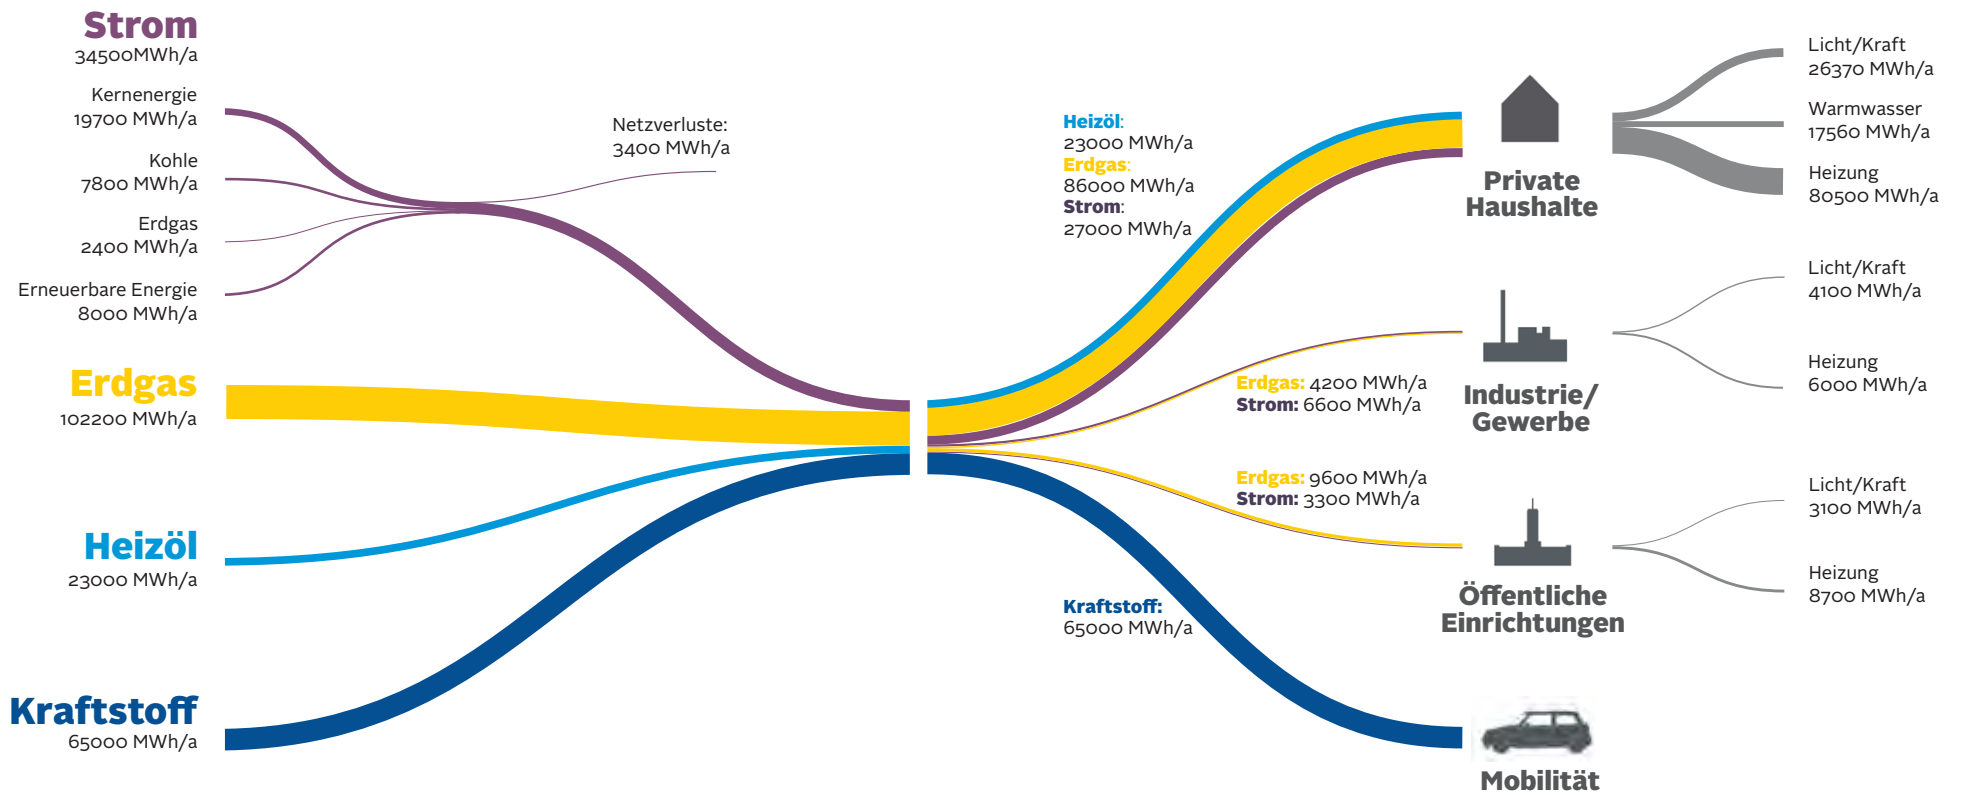 Strom
34500MWh/a
Kernenergie
19700 MWh/a
Kohle
7800 MWh/a
Erdgas
2400 MWh/a
Erneuerbare Energie
8000 MWh/a
Erdgas
102200 MWh/a
Heizöl
23000 MWh/a
Kraftstoff
65000 MWh/a
Netzverluste:
3400 MWh/a
Heizöl:
23000 MWh/a
Erdgas:
86000 MWh/a
Strom:
27000 MWh/a
Erdgas: 4200 MWh/a
Strom: 6600 MWh/a
Erdgas: 9600 MWh/a
Strom: 3300 MWh/a
Kraftstoff:
65000 MWh/a
Private
Haushalte
Industrie/
Gewerbe
Öffentliche
Einrichtungen
Mobilität
Licht/Kraft
26370 MWh/a
Warmwasser
17560 MWh/a
Heizung
80500 MWh/a
Licht/Kraft
4100 MWh/a
Heizung
6000 MWh/a
Licht/Kraft
3100 MWh/a
Heizung
8700 MWh/a